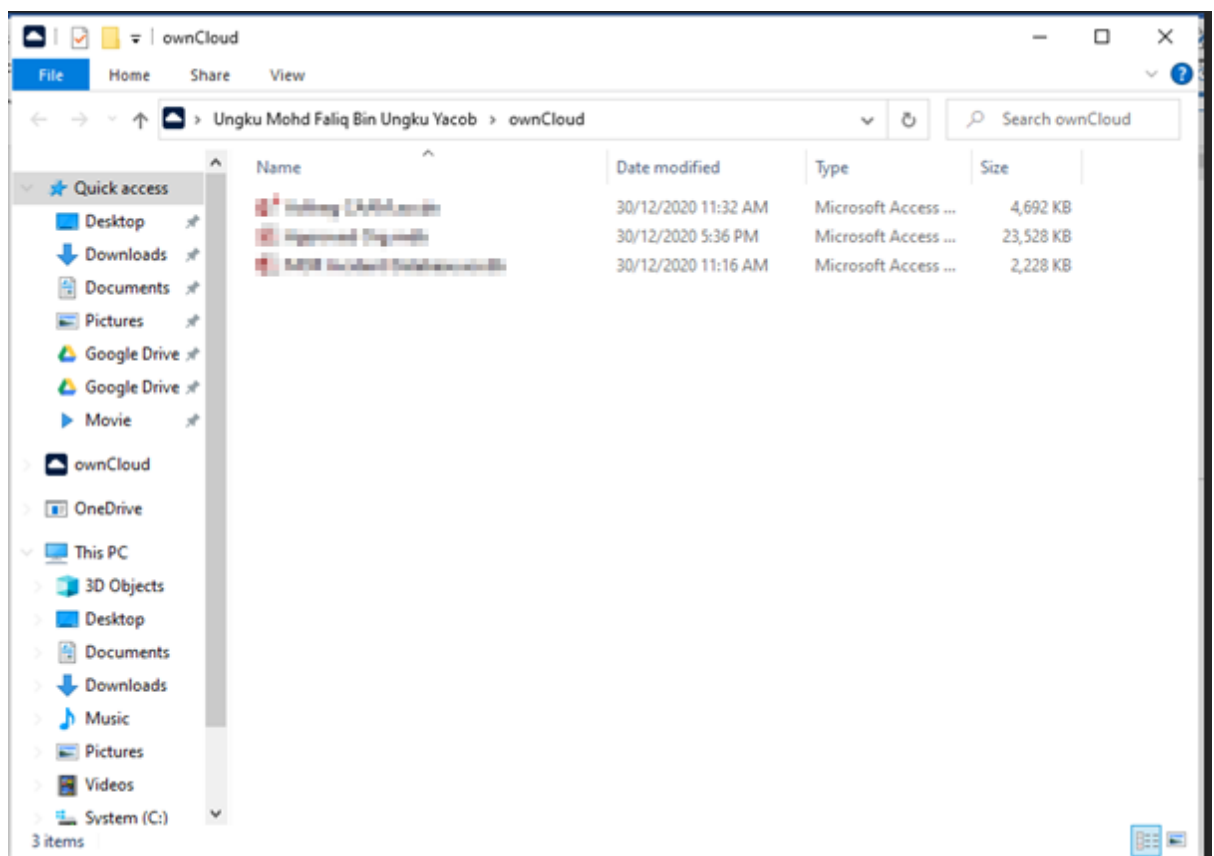 ownCloud
File Home Share View
Ungku Mohd Faliq Bin Ungku Yacob > ownCloud Search ownCloud
Name Date modified Type Size
Quick access
30/12/2020 11:32 AM Microsoft Access ... 4,692 KB
Desktop
30/12/2020 5:36 PM Microsoft Access ... 23,528 KB
Downloads
30/12/2020 11:16 AM Microsoft Access ... 2,228 KB
Documents
Pictures
Google Drive
Google Drive
Movie
ownCloud
OneDrive
This PC
3D Objects
Desktop
Documents
Downloads
Music
Pictures
Videos
System (C:)
3 items